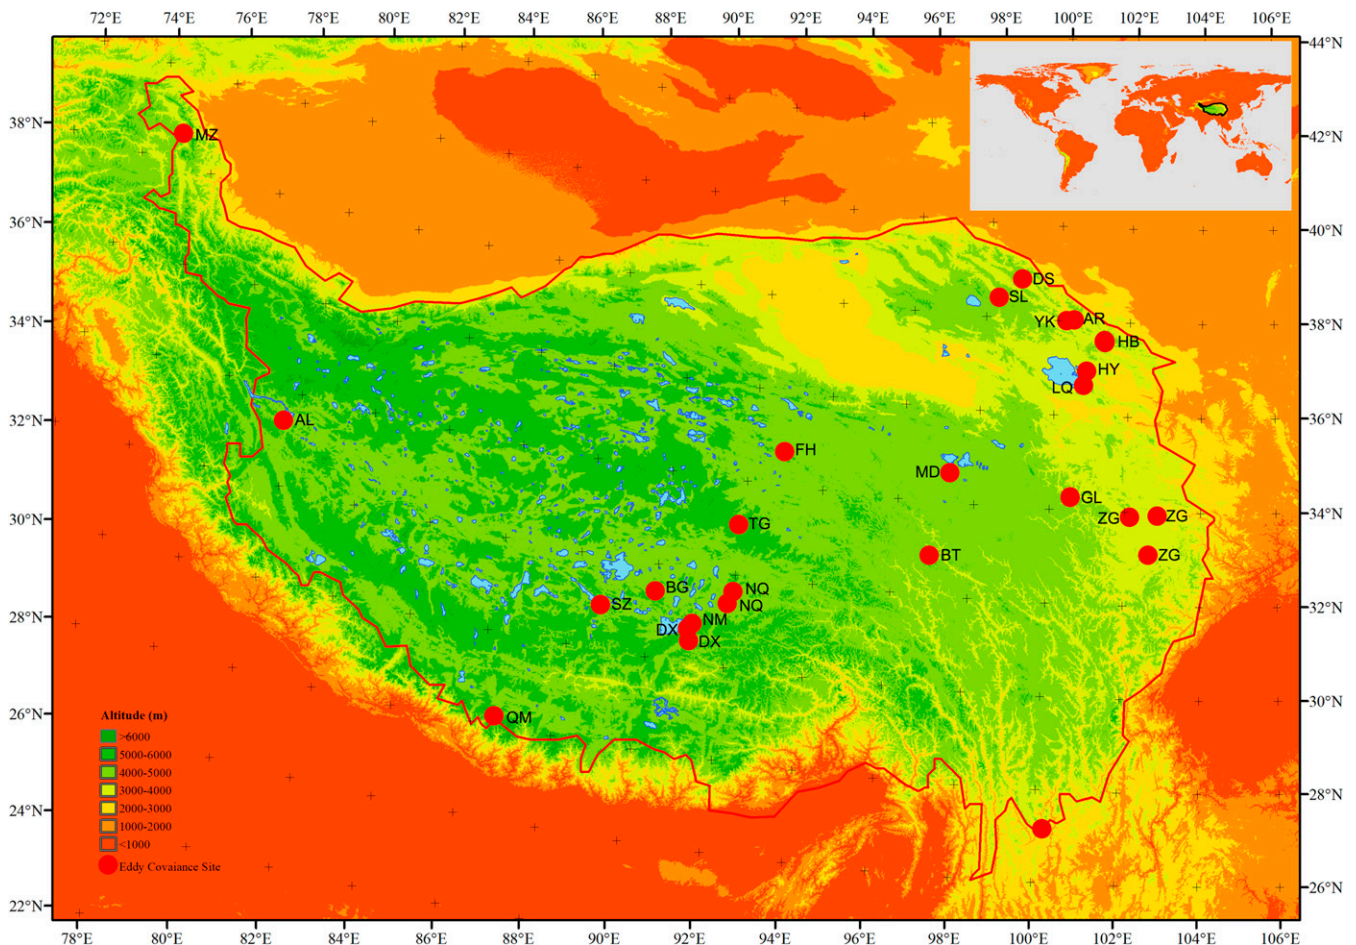 72°E 74°E 76°E 78°E 80°E 82°E 84°E 86°E 88°E 90°E 92°E 94°E 96°E 98°E 100°E 102°E 104°E 106°E
44°N
38°N
MZ
42°N
36°N
40°N
DS
SL
34°N
YK
AR
38°N
HB
HY
LQ
32°N
AL
36°N
FH
MD
GL
30°N
TG
ZG
ZG
34°N
BT
ZG
BG
NQ
SZ
NQ
32°N
28°N
NM
DX
DX
26°N
QM
30°N
Altitude (m)
>6000
5000-6000
4000-5000
3000-4000
2000-3000
1000-2000
<1000
Eddy Covaiance Site
24°N
28°N
26°N
22°N
78°E 80°E 82°E 84°E 86°E 88°E 90°E 92°E 94°E 96°E 98°E 100°E 102°E 104°E 106°E